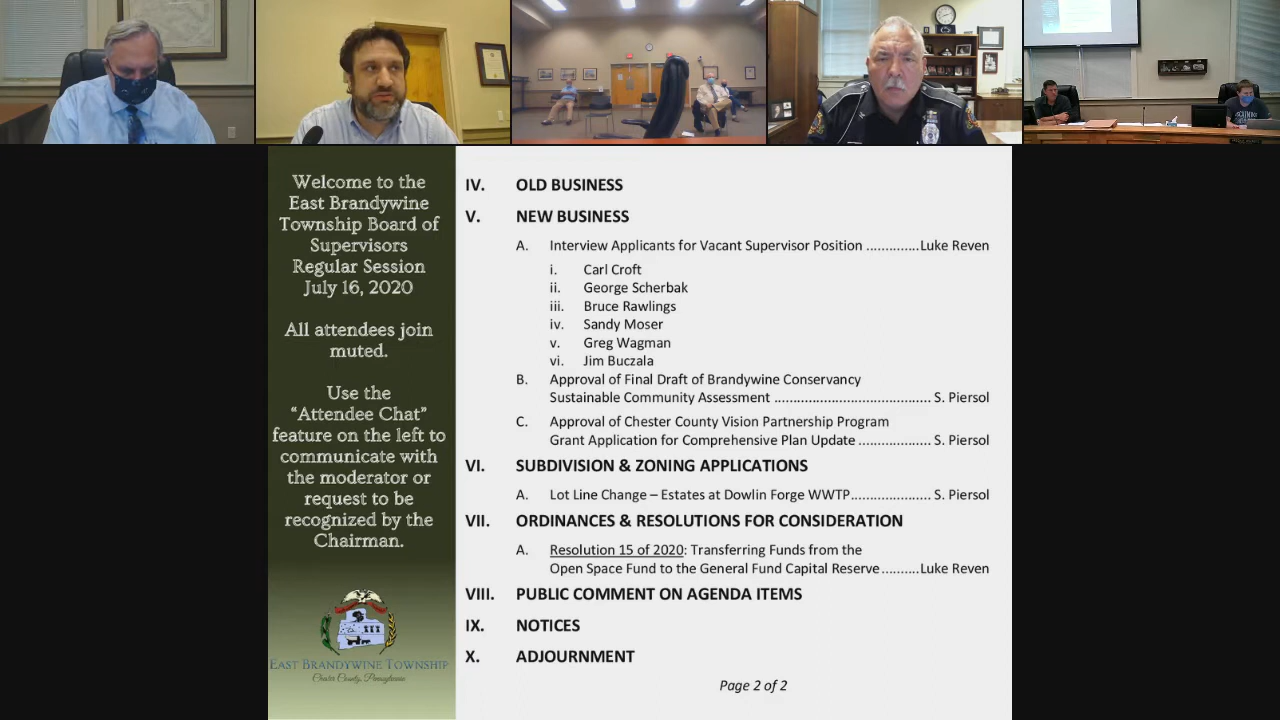 Welcome to the
East Brandywine
Township Board of
Supervisors
Regular Session
July 16, 2020
All attendees join
muted.
Use the
“Attendee Chat”
feature on the left to
communicate with
the moderator or
request to be
recognized by the
Chairman.
EAST BRANDYWINE TOWNSHIP
Chester County, Pennsylvania
IV. OLD BUSINESS
V. NEW BUSINESS
A. Interview Applicants for Vacant Supervisor Position .............Luke Reven
i. Carl Croft
ii. George Scherbak
iii. Bruce Rawlings
iv. Sandy Moser
v. Greg Wagman
vi. Jim Buczala
B. Approval of Final Draft of Brandywine Conservancy
Sustainable Community Assessment ...................................... S. Piersol
C. Approval of Chester County Vision Partnership Program
Grant Application for Comprehensive Plan Update .................. S. Piersol
VI. SUBDIVISION & ZONING APPLICATIONS
A. Lot Line Change – Estates at Dowlin Forge WWTP.................... S. Piersol
VII. ORDINANCES & RESOLUTIONS FOR CONSIDERATION
A. Resolution 15 of 2020: Transferring Funds from the
Open Space Fund to the General Fund Capital Reserve..........Luke Reven
VIII. PUBLIC COMMENT ON AGENDA ITEMS
IX. NOTICES
X. ADJOURNMENT
Page 2 of 2